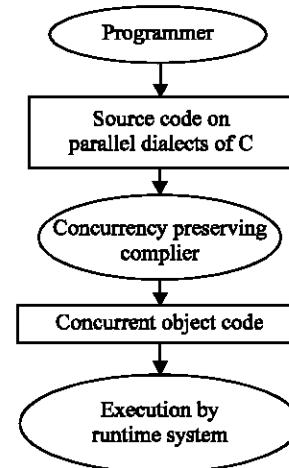 Programmer
Source code on
parallel dialects of C
Concurrency preserving
complier
Concurrent object code
Execution by
runtime system